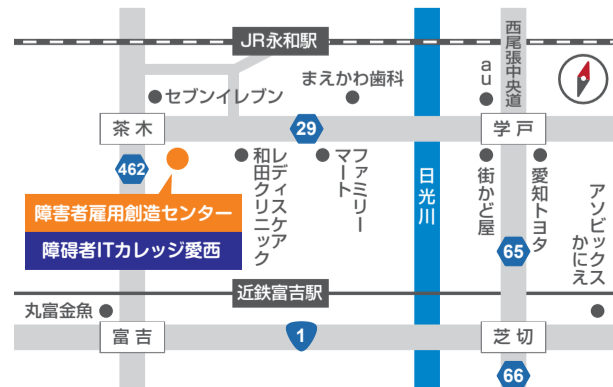 JR永和駅
西尾張中央道
au
まえかわ歯科
セブンイレブン
茶木
29
学戸
462
レディスケア
和田クリニック
ファミリー
マート
日光川
街かど屋
愛知トヨタ
アソビックス
かにえ
障害者雇用創造センター
障碍者ITカレッジ愛西
65
近鉄富吉駅
丸富金魚
富吉
1
芝切
66